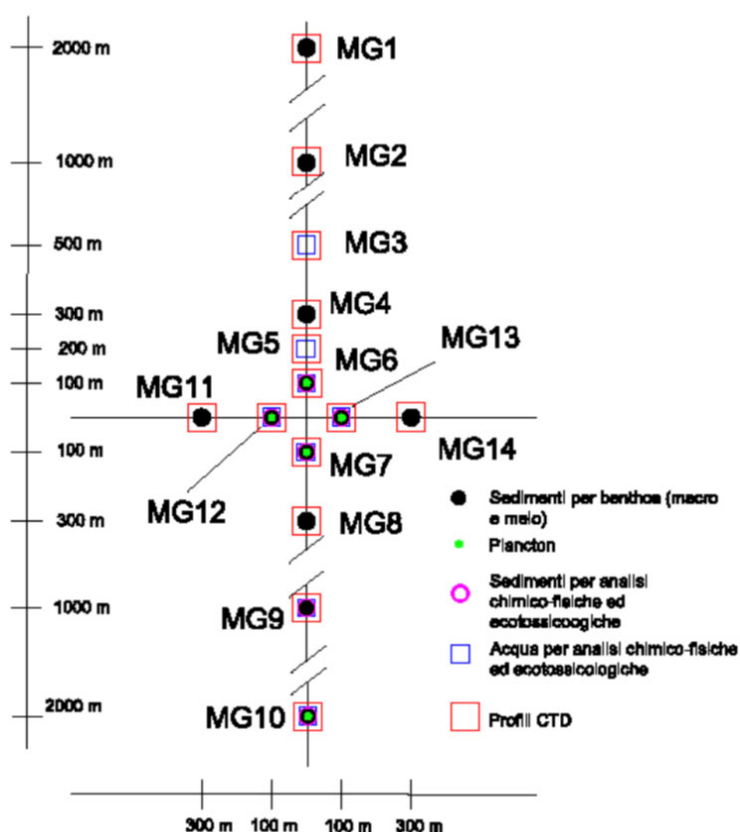 2000 m
MG1
1000 m
MG2
500 m
MG3
300 m
MG4
200 m
MG5
MG6
MG13
100 m
MG11
100 m
MG7
MG14
MG12
300 m
MG8
1000 m
MG9
2000 m
MG10
Sedimenti per benthos (macro
e meio)
Plancton
Sedimenti per analisi
chimico-fisiche ed
ecotossicoogiche
Acqua per analisi chimico-fisiche
ed ecotossicologiche
Profili CTD
300 m 100 m 100 m 300 m